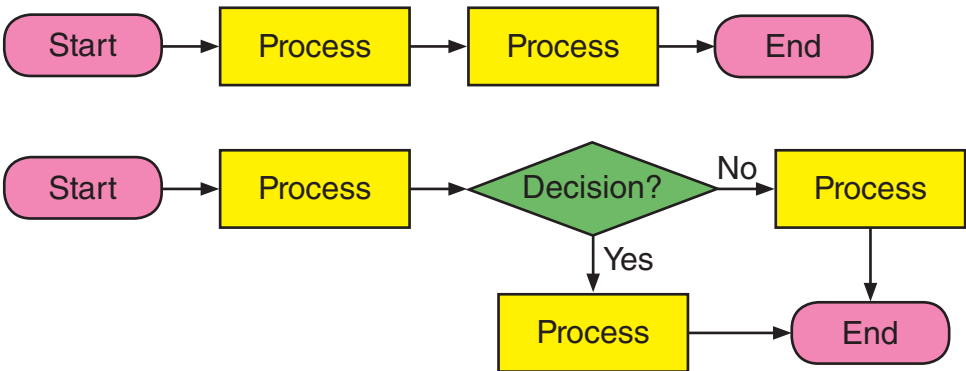 Start
Process
Process
End
Start
Process
Decision?
No
Process
Yes
Process
End